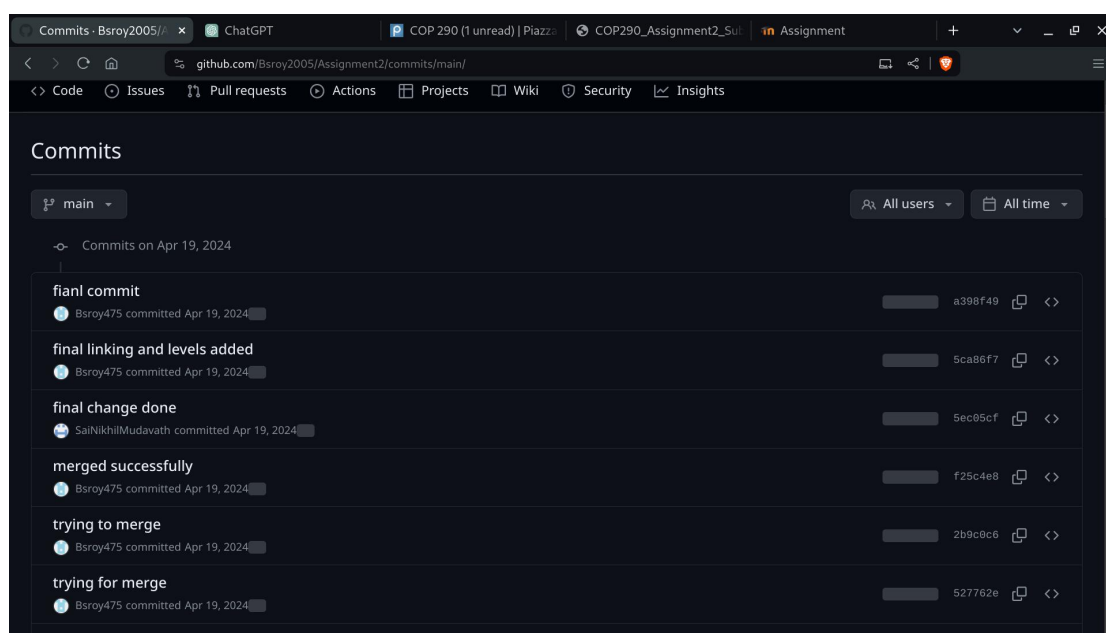 Commits · Bsroy2005/A ChatGPT COP 290 (1 unread) | Piazza COP290_Assignment2_Sub Assignment
github.com/Bsroy2005/Assignment2/commits/main/
Code Issues Pull requests Actions Projects Wiki Security Insights
Commits
main All users All time
Commits on Apr 19, 2024
fianl commit
Bsroy475 committed Apr 19, 2024 a398f49
final linking and levels added
Bsroy475 committed Apr 19, 2024 5ca86f7
final change done
SaiNikhilMudavath committed Apr 19, 2024 5ec05cf
merged successfully
Bsroy475 committed Apr 19, 2024 f25c4e8
trying to merge
Bsroy475 committed Apr 19, 2024 2b9c0c6
trying for merge
Bsroy475 committed Apr 19, 2024 527762e